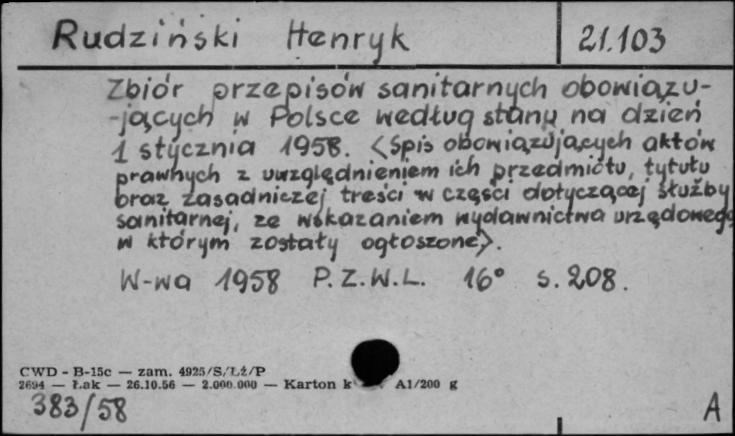 Rudziński Henryk 21.103
Zbiór przepisów sanitarnych obowiązu-
-jących w Polsce według stanu na dzień
1 stycznia 1958. <Spis obowiązujących aktów
prawnych z uwzględnieniem ich przedmiotu, tytułu
oraz zasadniczej treści w części dotyczącej służby
sanitarnej, ze wskazaniem wydawnictwa urzędowego
w którym zostały ogłoszone>.
W-wa 1958 P.Z.W.L. 16° s. 208.
CWD - B-15c — zam. 4925/S/Lż/P
2694 — Łak — 26.10.56 — 2.000.000 — Karton k A1/200 g
383/58 A